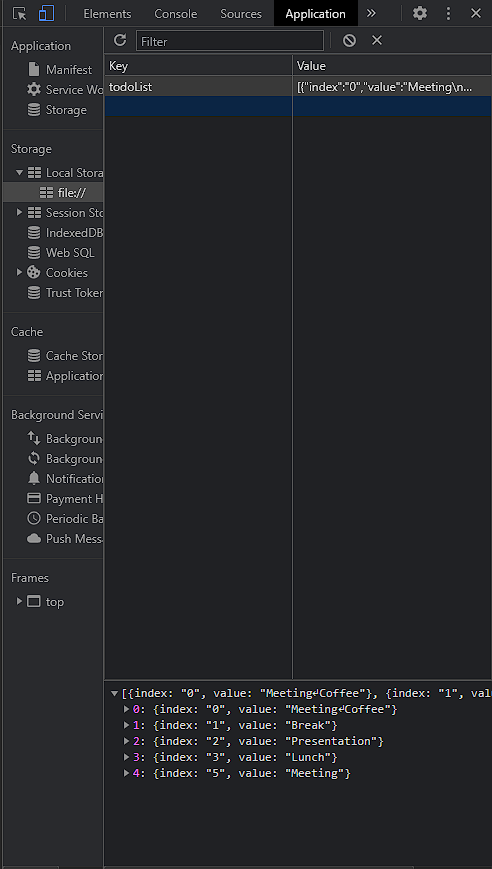 Elements Console Sources Application »
Filter
Application
Manifest
Service Wo
Storage
Storage
Local Stora
file://
Session Sto
IndexedDB
Web SQL
Cookies
Trust Token
Cache
Cache Stor
Application
Background Servi
Background
Background
Notification
Payment H
Periodic Ba
Push Messa
Frames
top
Key Value
todoList [{"index":"0","value":"Meeting\n...
[{index: "0", value: "Meeting↵Coffee"}, {index: "1", valu
0: {index: "0", value: "Meeting↵Coffee"}
1: {index: "1", value: "Break"}
2: {index: "2", value: "Presentation"}
3: {index: "3", value: "Lunch"}
4: {index: "5", value: "Meeting"}